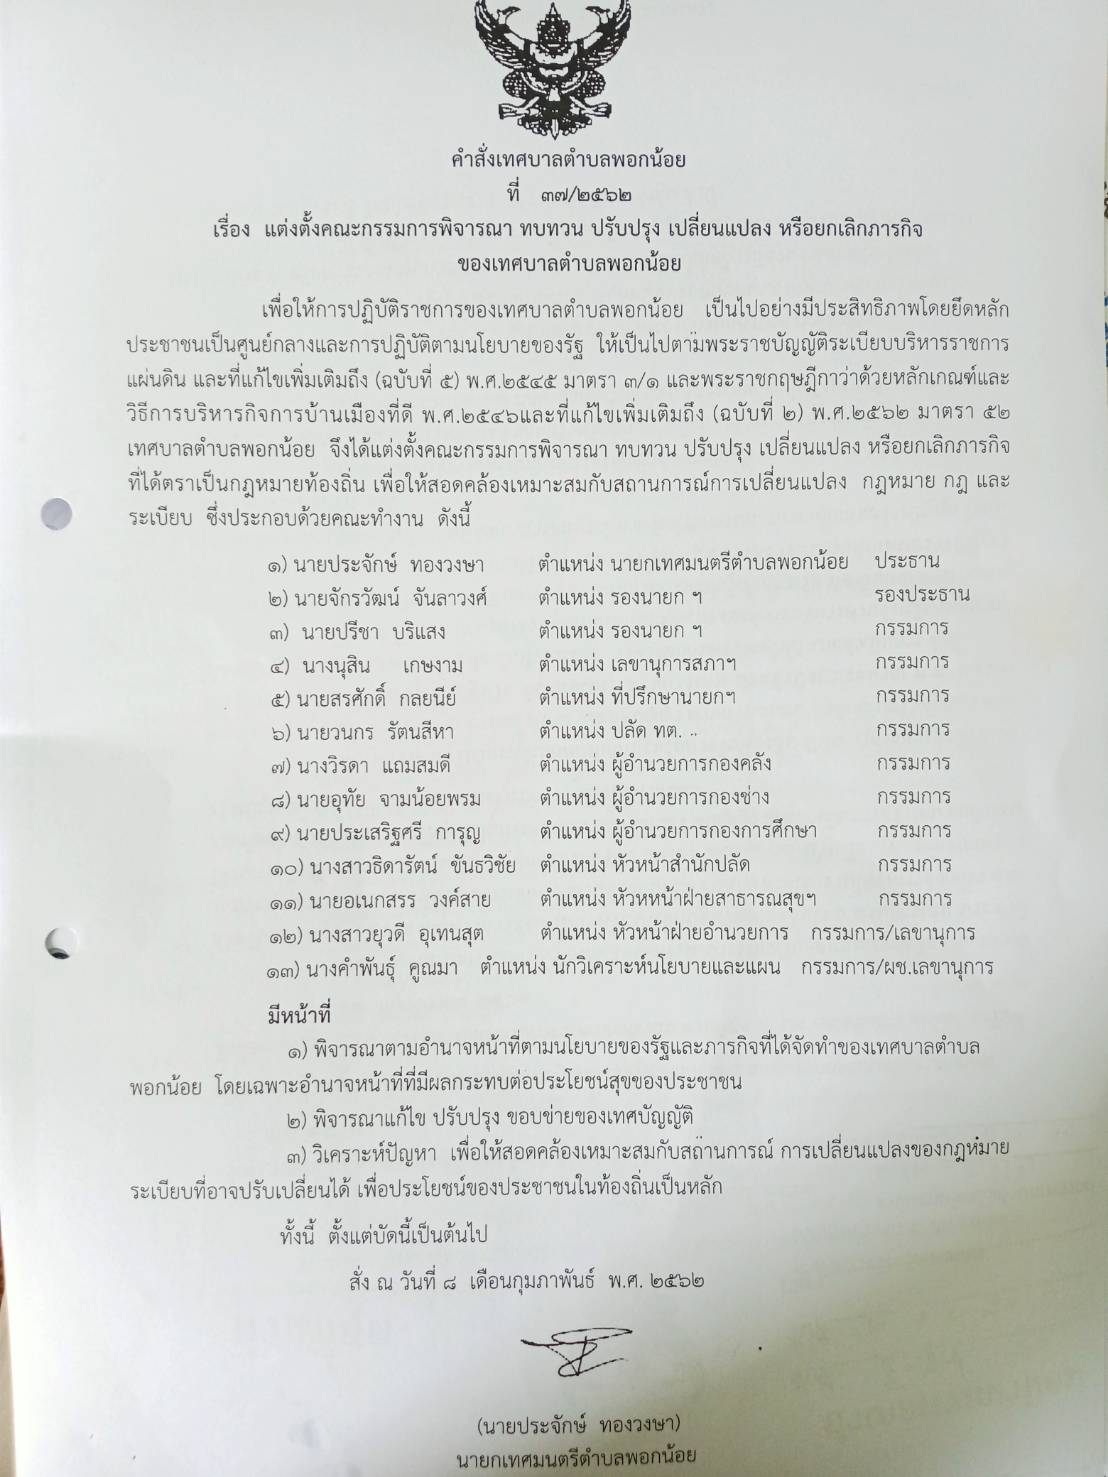 คำสั่งเทศบาลตำบลพอกน้อย
ที่ ๓๗/๒๕๖๒
เรื่อง แต่งตั้งคณะกรรมการพิจารณา ทบทวน ปรับปรุง เปลี่ยนแปลง หรือยกเลิกภารกิจ
ของเทศบาลตำบลพอกน้อย
เพื่อให้การปฏิบัติราชการของเทศบาลตำบลพอกน้อย เป็นไปอย่างมีประสิทธิภาพโดยยึดหลัก
ประชาชนเป็นศูนย์กลางและการปฏิบัติตามนโยบายของรัฐ ให้เป็นไปตามพระราชบัญญัติระเบียบบริหารราชการ
แผ่นดิน และที่แก้ไขเพิ่มเติมถึง (ฉบับที่ ๕) พ.ศ.๒๕๔๕ มาตรา ๓/๑ และพระราชกฤษฎีกาว่าด้วยหลักเกณฑ์และ
วิธีการบริหารกิจการบ้านเมืองที่ดี พ.ศ.๒๕๔๖และที่แก้ไขเพิ่มเติมถึง (ฉบับที่ ๒) พ.ศ.๒๕๖๒ มาตรา ๕๒
เทศบาลตำบลพอกน้อย จึงได้แต่งตั้งคณะกรรมการพิจารณา ทบทวน ปรับปรุง เปลี่ยนแปลง หรือยกเลิกภารกิจ
ที่ได้ตราเป็นกฎหมายท้องถิ่น เพื่อให้สอดคล้องเหมาะสมกับสถานการณ์การเปลี่ยนแปลง กฎหมาย กฎ และ
ระเบียบ ซึ่งประกอบด้วยคณะทำงาน ดังนี้
๑) นายประจักษ์ ทองวงษา ตำแหน่ง นายกเทศมนตรีตำบลพอกน้อย ประธาน
๒) นายจักรวัฒน์ จันลาวงศ์ ตำแหน่ง รองนายก ฯ รองประธาน
๓) นายปรีชา บริแสง ตำแหน่ง รองนายก ฯ กรรมการ
๔) นางนุสิน เกษงาม ตำแหน่ง เลขานุการสภาฯ กรรมการ
๕) นายสรศักดิ์ กลยนีย์ ตำแหน่ง ที่ปรึกษานายกฯ กรรมการ
๖) นายวนกร รัตนสีหา ตำแหน่ง ปลัด ทต. .. กรรมการ
๗) นางวิรดา แถมสมดี ตำแหน่ง ผู้อำนวยการกองคลัง กรรมการ
๘) นายอุทัย จามน้อยพรม ตำแหน่ง ผู้อำนวยการกองช่าง กรรมการ
๙) นายประเสริฐศรี การุญ ตำแหน่ง ผู้อำนวยการกองการศึกษา กรรมการ
๑๐) นางสาวธิดารัตน์ ขันธวิชัย ตำแหน่ง หัวหน้าสำนักปลัด กรรมการ
๑๑) นายอเนกสรร วงค์สาย ตำแหน่ง หัวหหน้าฝ่ายสาธารณสุขฯ กรรมการ
๑๒) นางสาวยุวดี อุเทนสุต ตำแหน่ง หัวหน้าฝ่ายอำนวยการ กรรมการ/เลขานุการ
๑๓) นางคำพันธุ์ คูณมา ตำแหน่ง นักวิเคราะห์นโยบายและแผน กรรมการ/ผช.เลขานุการ
มีหน้าที่
๑) พิจารณาตามอำนาจหน้าที่ตามนโยบายของรัฐและภารกิจที่ได้จัดทำของเทศบาลตำบล
พอกน้อย โดยเฉพาะอำนาจหน้าที่ที่มีผลกระทบต่อประโยชน์สุขของประชาชน
๒) พิจารณาแก้ไข ปรับปรุง ขอบข่ายของเทศบัญญัติ
๓) วิเคราะห์ปัญหา เพื่อให้สอดคล้องเหมาะสมกับสถานการณ์ การเปลี่ยนแปลงของกฎหมาย
ระเบียบที่อาจปรับเปลี่ยนได้ เพื่อประโยชน์ของประชาชนในท้องถิ่นเป็นหลัก
ทั้งนี้ ตั้งแต่บัดนี้เป็นต้นไป
สั่ง ณ วันที่ ๘ เดือนกุมภาพันธ์ พ.ศ. ๒๕๖๒
(นายประจักษ์ ทองวงษา)
นายกเทศมนตรีตำบลพอกน้อย